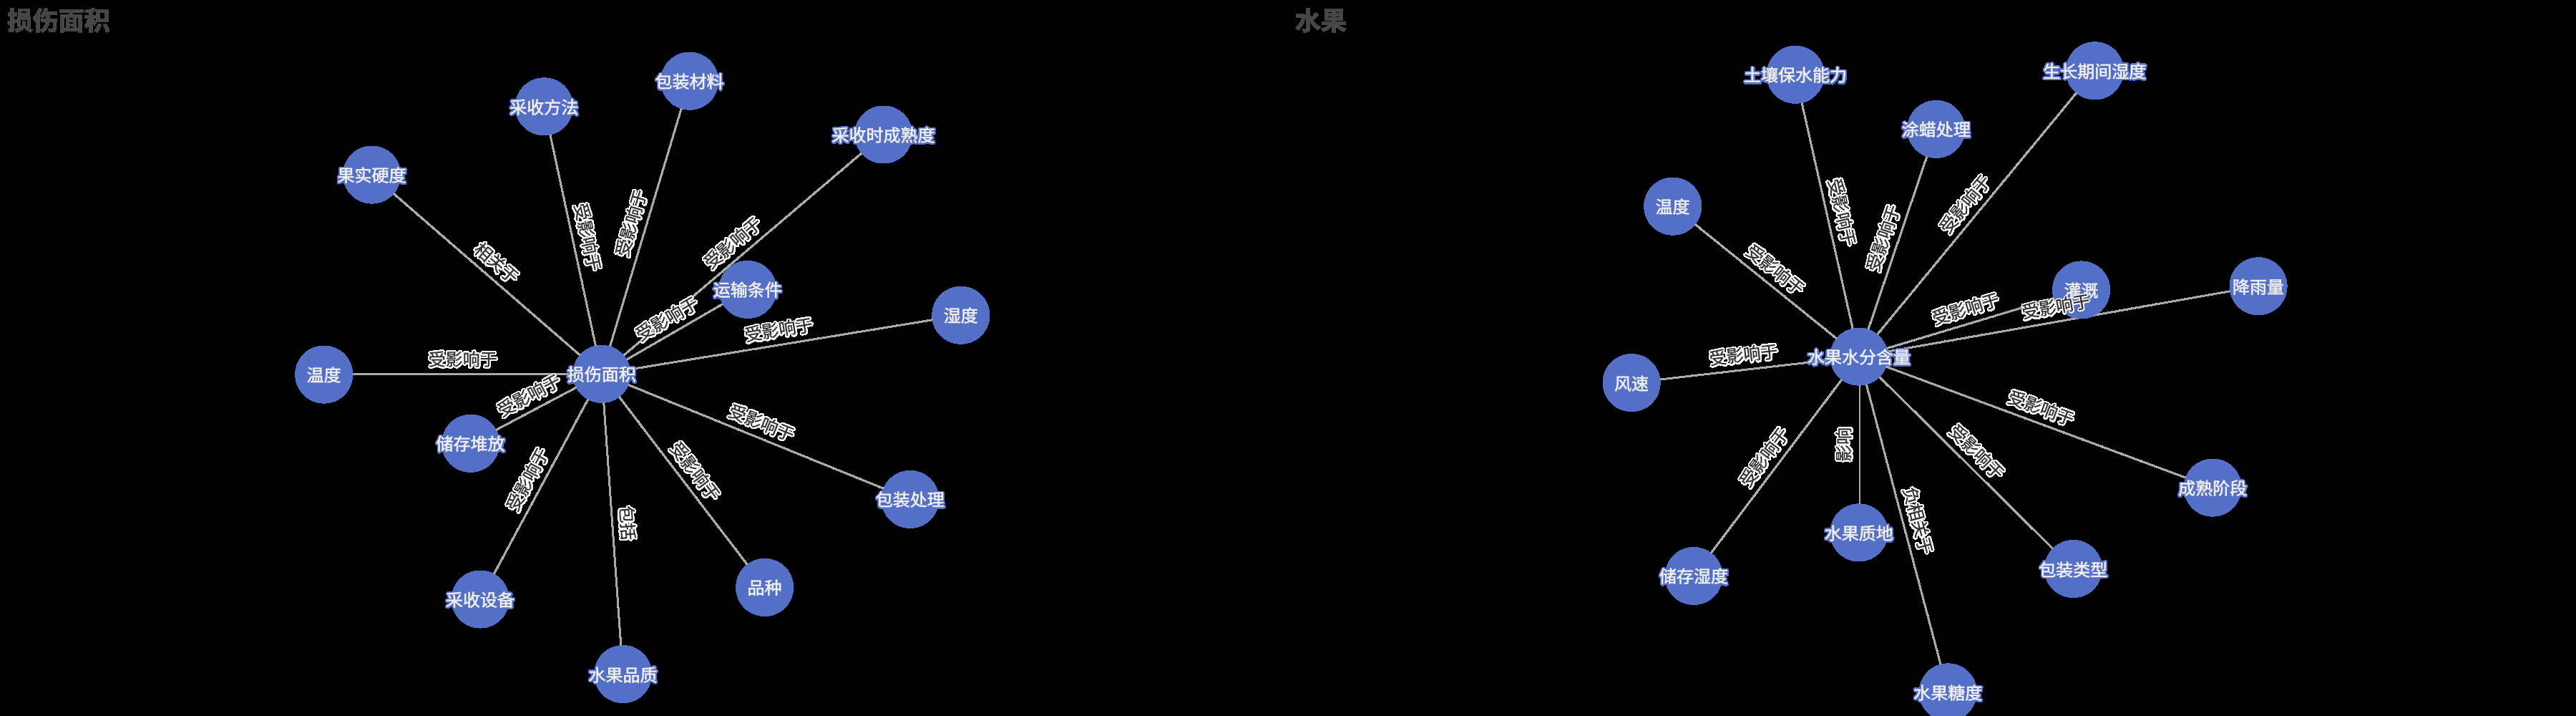 损伤面积
包装材料
采收方法
采收时成熟度
果实硬度
受影响于
受影响于
受影响于
相关于
运输条件
受影响于
湿度
受影响于
受影响于
温度
损伤面积
受影响于
储存堆放
受影响于
受影响于
受影响于
包装处理
包括
品种
采收设备
水果品质
水果
生长期间湿度
土壤保水能力
涂蜡处理
温度
受影响于
受影响于
受影响于
受影响于
降雨量
灌溉
受影响于
受影响于
水果水分含量
受影响于
风速
受影响于
成熟阶段
受影响于
影响
受影响于
负相关于
水果质地
包装类型
储存湿度
水果糖度